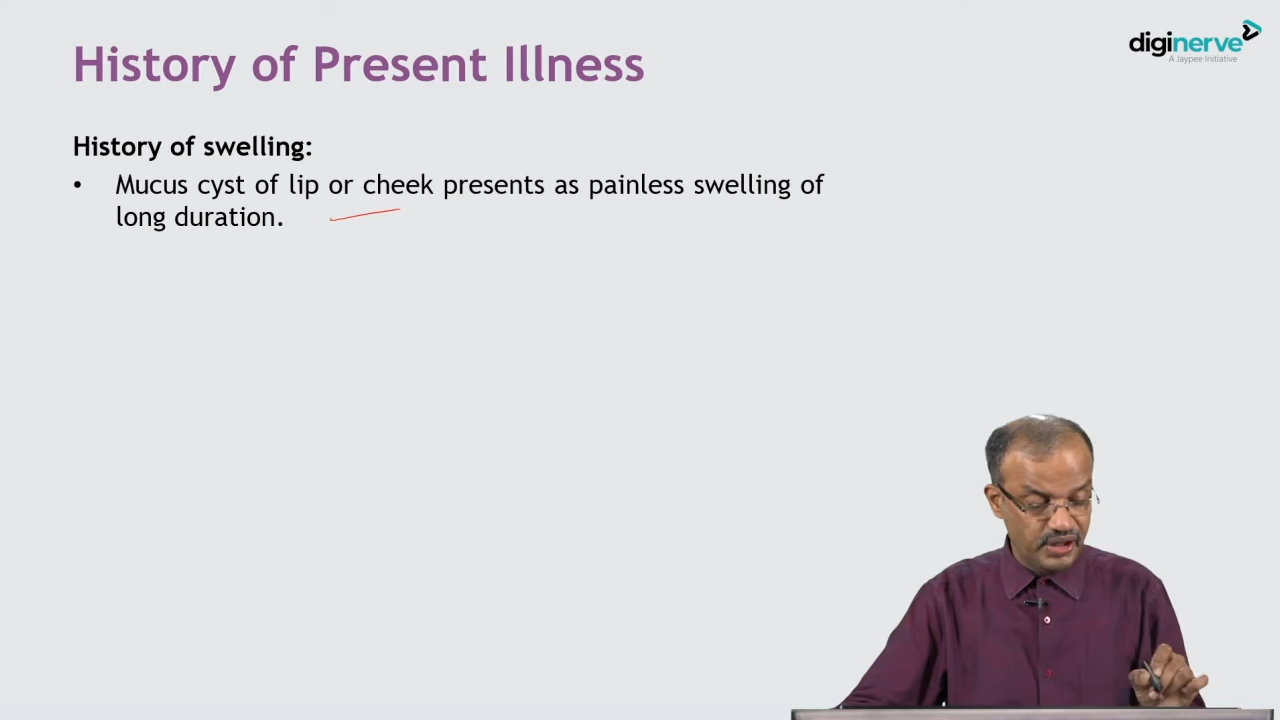 History of Present Illness
diginerve
A Jaypee Initiative
History of swelling:
• Mucus cyst of lip or cheek presents as painless swelling of
long duration.